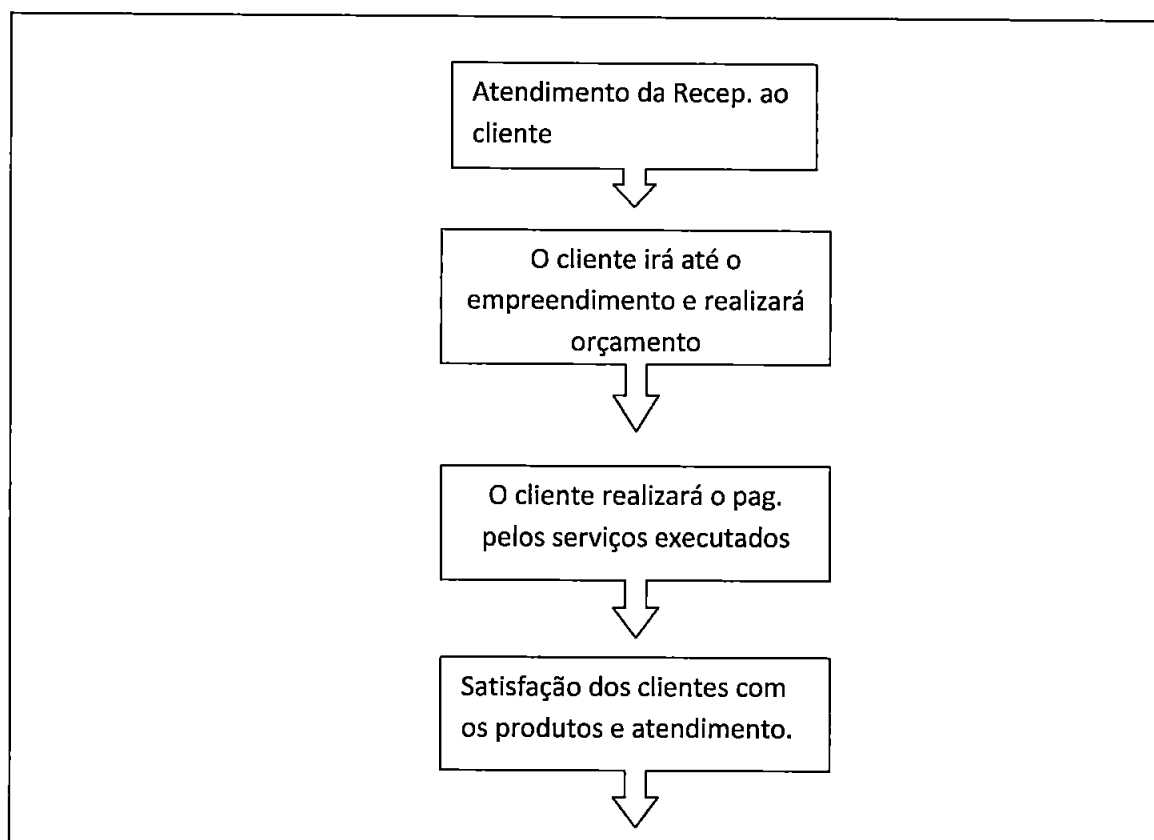 Atendimento da Recep. ao
cliente
O cliente irá até o
empreendimento e realizará
orçamento
O cliente realizará o pag.
pelos serviços executados
Satisfação dos clientes com
os produtos e atendimento.